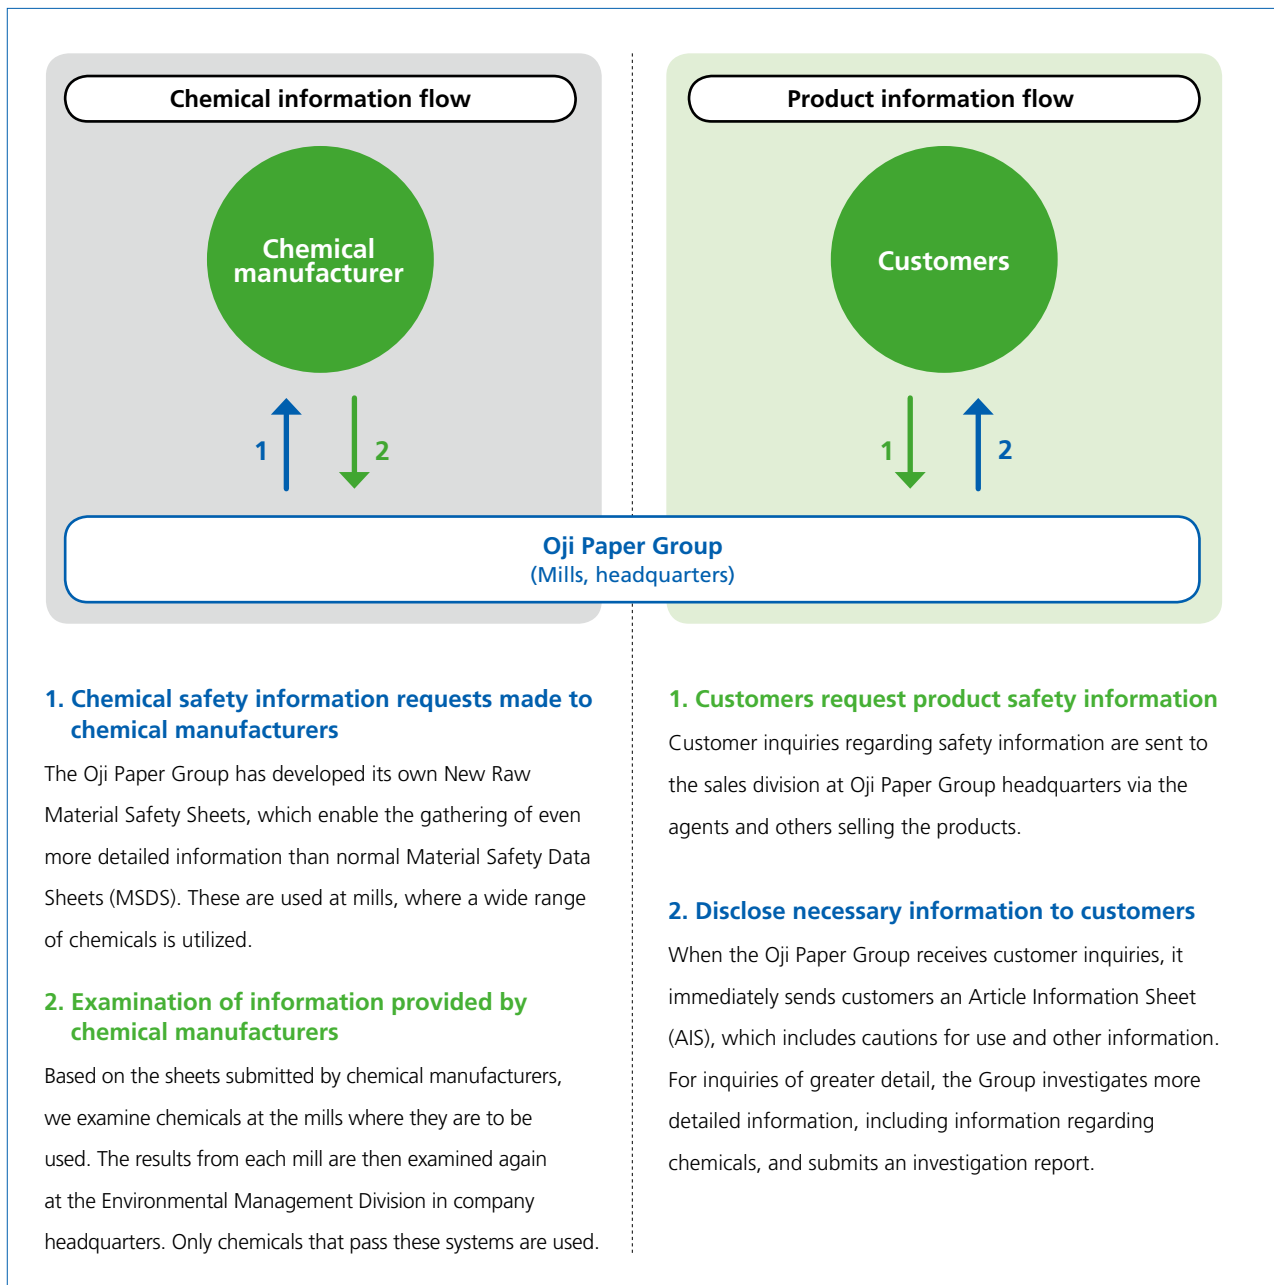 Chemical information flow
Chemical
manufacturer
1
2
Product information flow
Customers
1
2
Oji Paper Group
(Mills, headquarters)
1. Chemical safety information requests made to
chemical manufacturers
The Oji Paper Group has developed its own New Raw
Material Safety Sheets, which enable the gathering of even
more detailed information than normal Material Safety Data
Sheets (MSDS). These are used at mills, where a wide range
of chemicals is utilized.
2. Examination of information provided by
chemical manufacturers
Based on the sheets submitted by chemical manufacturers,
we examine chemicals at the mills where they are to be
used. The results from each mill are then examined again
at the Environmental Management Division in company
headquarters. Only chemicals that pass these systems are used.
1. Customers request product safety information
Customer inquiries regarding safety information are sent to
the sales division at Oji Paper Group headquarters via the
agents and others selling the products.
2. Disclose necessary information to customers
When the Oji Paper Group receives customer inquiries, it
immediately sends customers an Article Information Sheet
(AIS), which includes cautions for use and other information.
For inquiries of greater detail, the Group investigates more
detailed information, including information regarding
chemicals, and submits an investigation report.